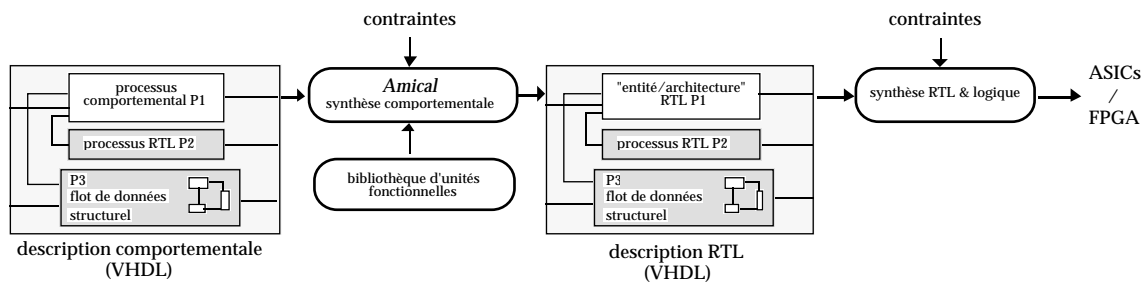 contraintes
contraintes
processus
comportemental P1
processus RTL P2
P3
flot de données
structurel
description comportementale
(VHDL)
Amical
synthèse comportementale
bibliothèque d'unités
fonctionnelles
"entité/architecture"
RTL P1
processus RTL P2
P3
flot de données
structurel
description RTL
(VHDL)
synthèse RTL & logique
ASICs
/
FPGA